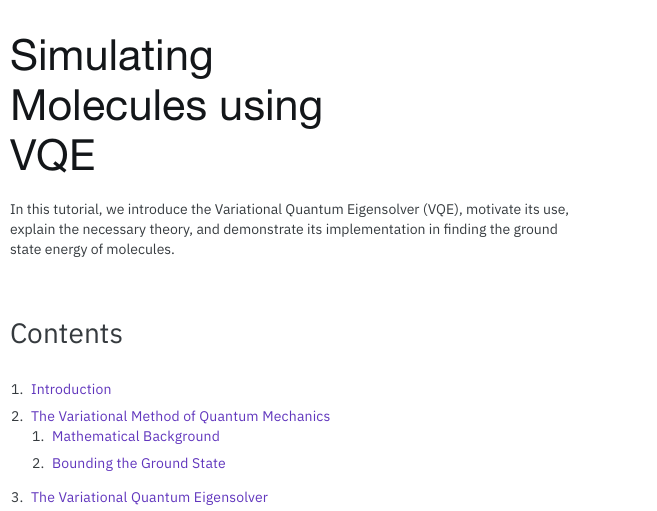 Simulating
Molecules using
VQE
In this tutorial, we introduce the Variational Quantum Eigensolver (VQE), motivate its use,
explain the necessary theory, and demonstrate its implementation in finding the ground
state energy of molecules.
Contents
1. Introduction
2. The Variational Method of Quantum Mechanics
1. Mathematical Background
2. Bounding the Ground State
3. The Variational Quantum Eigensolver